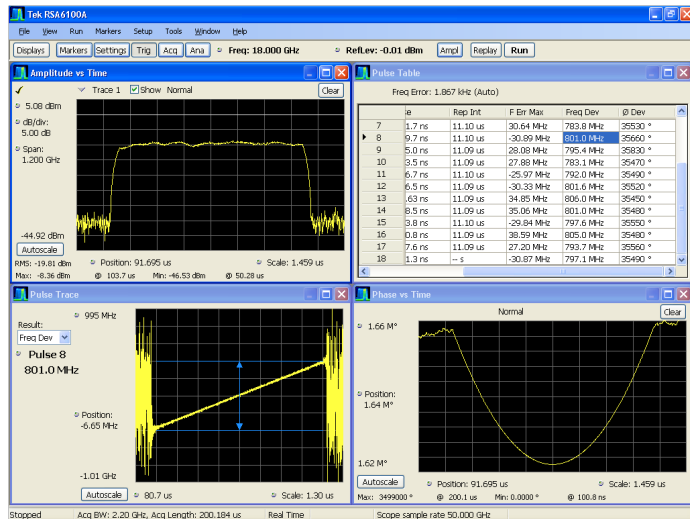 Tek RSA6100A
File View Run Markers Setup Tools Window Help
Displays Markers Settings Trig Acq Ana Freq: 18.000 GHz RefLev: -0.01 dBm Ampl Replay Run
Amplitude vs Time
Trace 1 Show Normal Clear
5.08 dBm
dB/div:
5.00 dB
Span:
1.200 GHz
-44.92 dBm
Autoscale
Position: 91.695 us Scale: 1.459 us
RMS: -19.81 dBm
Max: -8.36 dBm @ 103.7 us Min: -46.53 dBm @ 50.28 us
Pulse Table
Freq Error: 1.867 kHz (Auto)
Rep Int F Err Max Freq Dev Ø Dev
7 1.7 ns 11.10 us 30.64 MHz 783.8 MHz 35530 °
8 9.7 ns 11.10 us -30.89 MHz 801.0 MHz 35660 °
9 5.0 ns 11.09 us 28.08 MHz 795.4 MHz 35830 °
10 3.5 ns 11.09 us 27.88 MHz 783.1 MHz 35470 °
11 6.7 ns 11.10 us -25.97 MHz 792.0 MHz 35490 °
12 6.5 ns 11.09 us -30.33 MHz 801.6 MHz 35520 °
13 .63 ns 11.09 us 34.85 MHz 806.0 MHz 35450 °
14 8.5 ns 11.09 us 35.06 MHz 801.0 MHz 35480 °
15 3.8 ns 11.10 us -29.84 MHz 797.6 MHz 35550 °
16 0.8 ns 11.09 us 38.59 MHz 805.0 MHz 35480 °
17 7.6 ns 11.09 us 27.20 MHz 793.7 MHz 35560 °
18 1.3 ns -- s -30.87 MHz 797.1 MHz 35490 °
Pulse Trace
995 MHz
Result:
Freq Dev
Pulse 8
801.0 MHz
Position:
-6.65 MHz
-1.01 GHz
Autoscale 80.7 us Scale: 1.30 us
Phase vs Time
Normal Clear
1.66 M°
Position:
1.64 M°
1.62 M°
Autoscale Position: 91.695 us Scale: 1.459 us
Max: 3499000 ° @ 200.1 us Min: 0.0000 ° @ 100.8 ns
Stopped Acq BW: 2.20 GHz, Acq Length: 200.184 us Real Time Scope sample rate 50.000 GHz